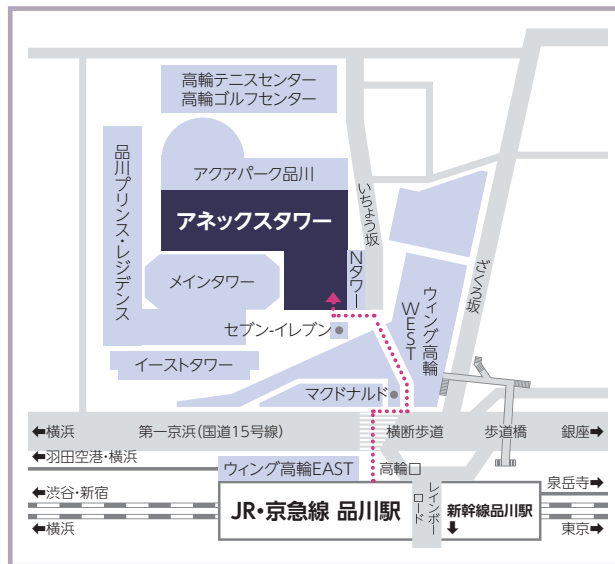 高輪テニスセンター
高輪ゴルフセンター
品川プリンス・レジデンス
アクアパーク品川
いちょう坂
アネックスタワー
Nタワー
メインタワー
ざくろ坂
ウィング高輪
WEST
セブン-イレブン
イーストタワー
マクドナルド
←横浜
第一京浜(国道15号線)
横断歩道
歩道橋
銀座→
←羽田空港・横浜
ウィング高輪EAST
高輪口
泉岳寺→
←渋谷・新宿
JR・京急線 品川駅
レインボー
ロード
新幹線品川駅
↓
←横浜
東京→